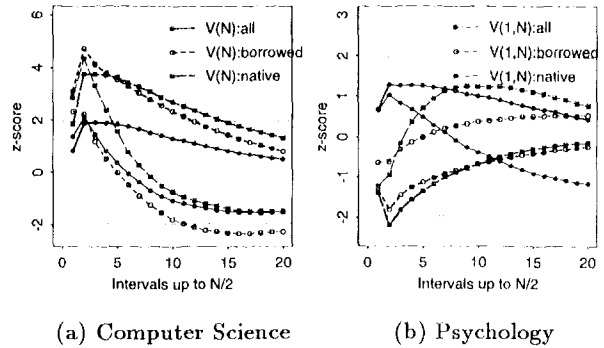 V(N):all
V(N):borrowed
V(N):native
z-score
6
4
2
0
-2
0 5 10 15 20
Intervals up to N/2
(a) Computer Science
V(1,N):all
V(1,N):borrowed
V(1,N):native
z-score
3
2
1
0
-1
-2
0 5 10 15 20
Intervals up to N/2
(b) Psychology